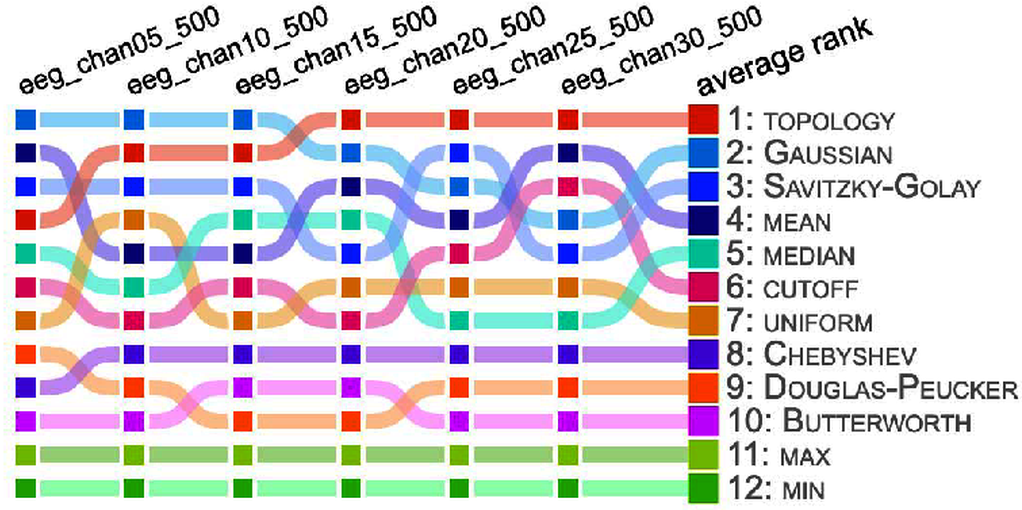 eeg_chan05_500
eeg_chan10_500
eeg_chan15_500
eeg_chan20_500
eeg_chan25_500
eeg_chan30_500
average rank
1: TOPOLOGY
2: GAUSSIAN
3: SAVITZKY-GOLAY
4: MEAN
5: MEDIAN
6: CUTOFF
7: UNIFORM
8: CHEBYSHEV
9: DOUGLAS-PEUCKER
10: BUTTERWORTH
11: MAX
12: MIN